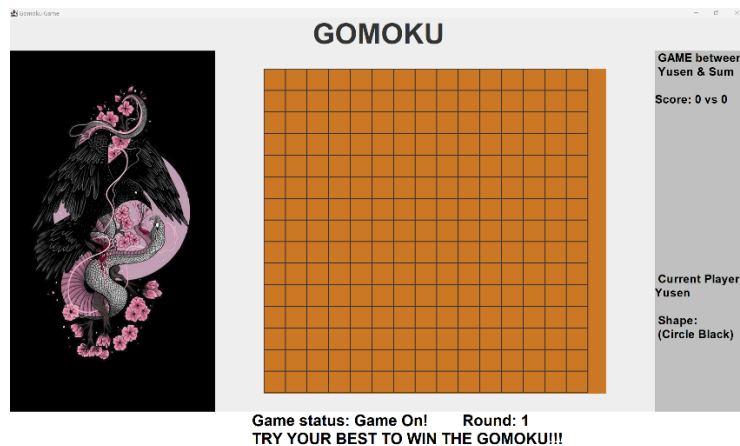 Gomoku Game
GOMOKU
GAME between
Yusen & Sum
Score: 0 vs 0
Current Player
Yusen
Shape:
(Circle Black)
Game status: Game On! Round: 1
TRY YOUR BEST TO WIN THE GOMOKU!!!